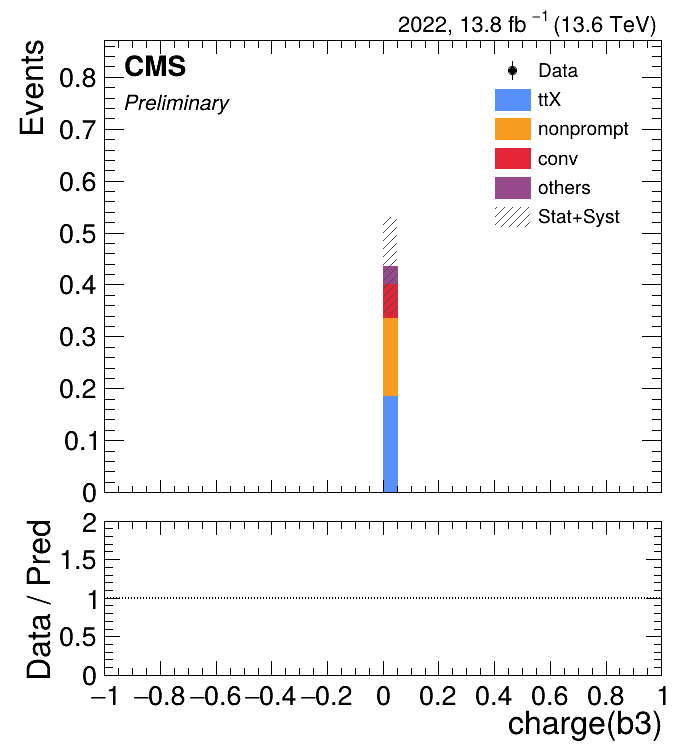 2022, 13.8 fb⁻¹ (13.6 TeV)
CMS
Preliminary
Events
0.8
0.7
0.6
0.5
0.4
0.3
0.2
0.1
0
Data
ttX
nonprompt
conv
others
Stat+Syst
Data / Pred
2
1.5
1
0.5
0
−1 −0.8 −0.6 −0.4 −0.2 0 0.2 0.4 0.6 0.8 1
charge(b3)